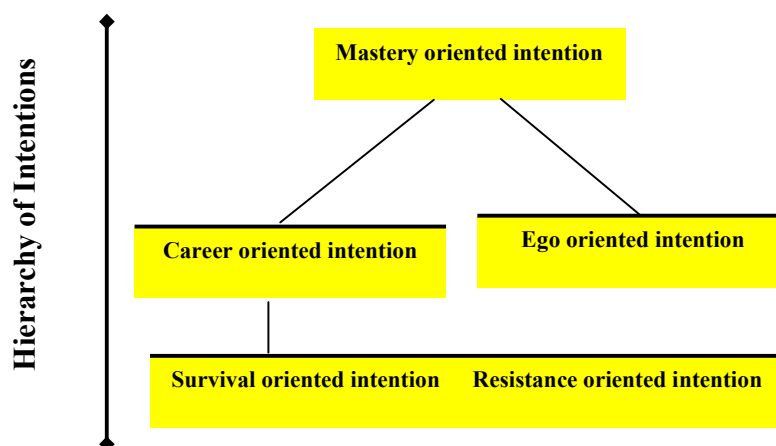 Hierarchy of Intentions
Mastery oriented intention
Career oriented intention
Ego oriented intention
Survival oriented intention
Resistance oriented intention